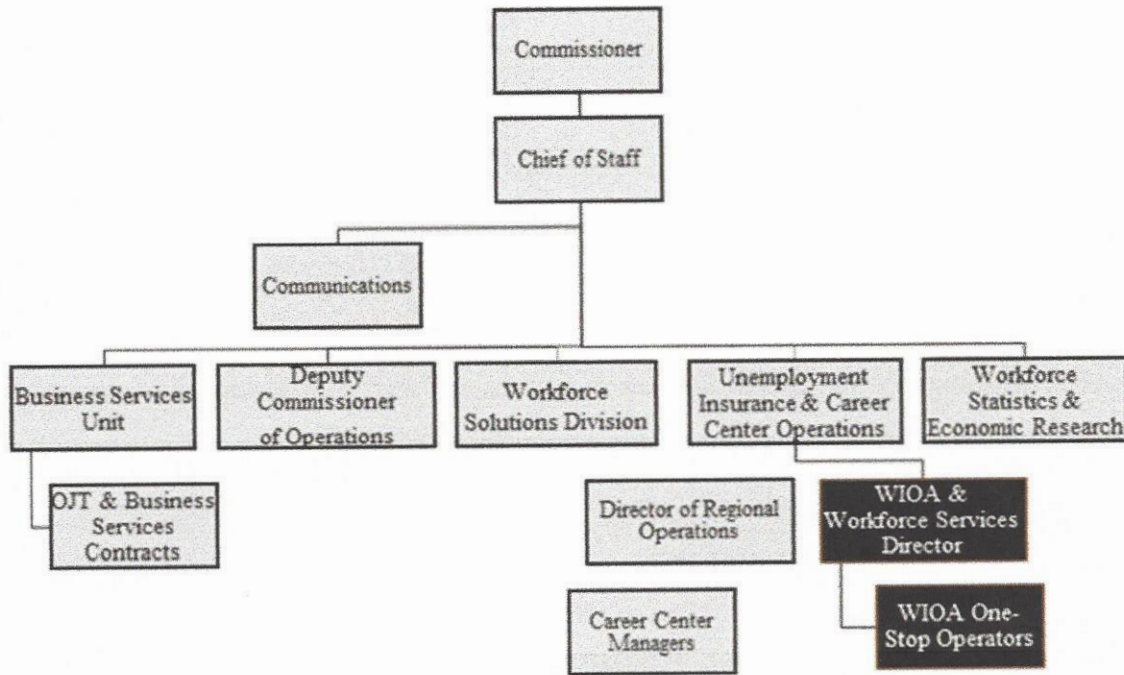 Commissioner
Chief of Staff
Communications
Business Services
Unit
Deputy
Commissioner
of Operations
Workforce
Solutions Division
Unemployment
Insurance & Career
Center Operations
Workforce
Statistics &
Economic Research
OJT & Business
Services
Contracts
Director of Regional
Operations
WIOA &
Workforce Services
Director
Career Center
Managers
WIOA One-
Stop Operators